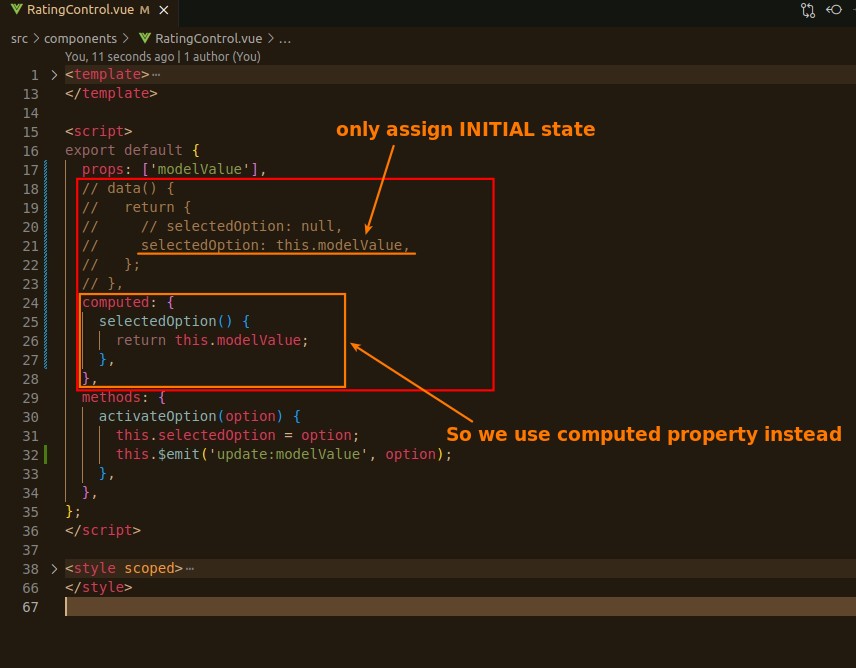 RatingControl.vue M ×
src > components > RatingControl.vue > ...
You, 11 seconds ago | 1 author (You)
1 > <template>…
13 </template>
14
only assign INITIAL state
15 <script>
16 export default {
17 props: ['modelValue'],
18 // data() {
19 // return {
20 // // selectedOption: null,
21 // selectedOption: this.modelValue,
22 // };
23 // },
24 computed: {
25 selectedOption() {
26 return this.modelValue;
27 },
28 },
29 methods: {
30 activateOption(option) {
31 this.selectedOption = option;
So we use computed property instead
32 this.$emit('update:modelValue', option);
33 },
34 },
35 };
36 </script>
37
38 > <style scoped>…
66 </style>
67